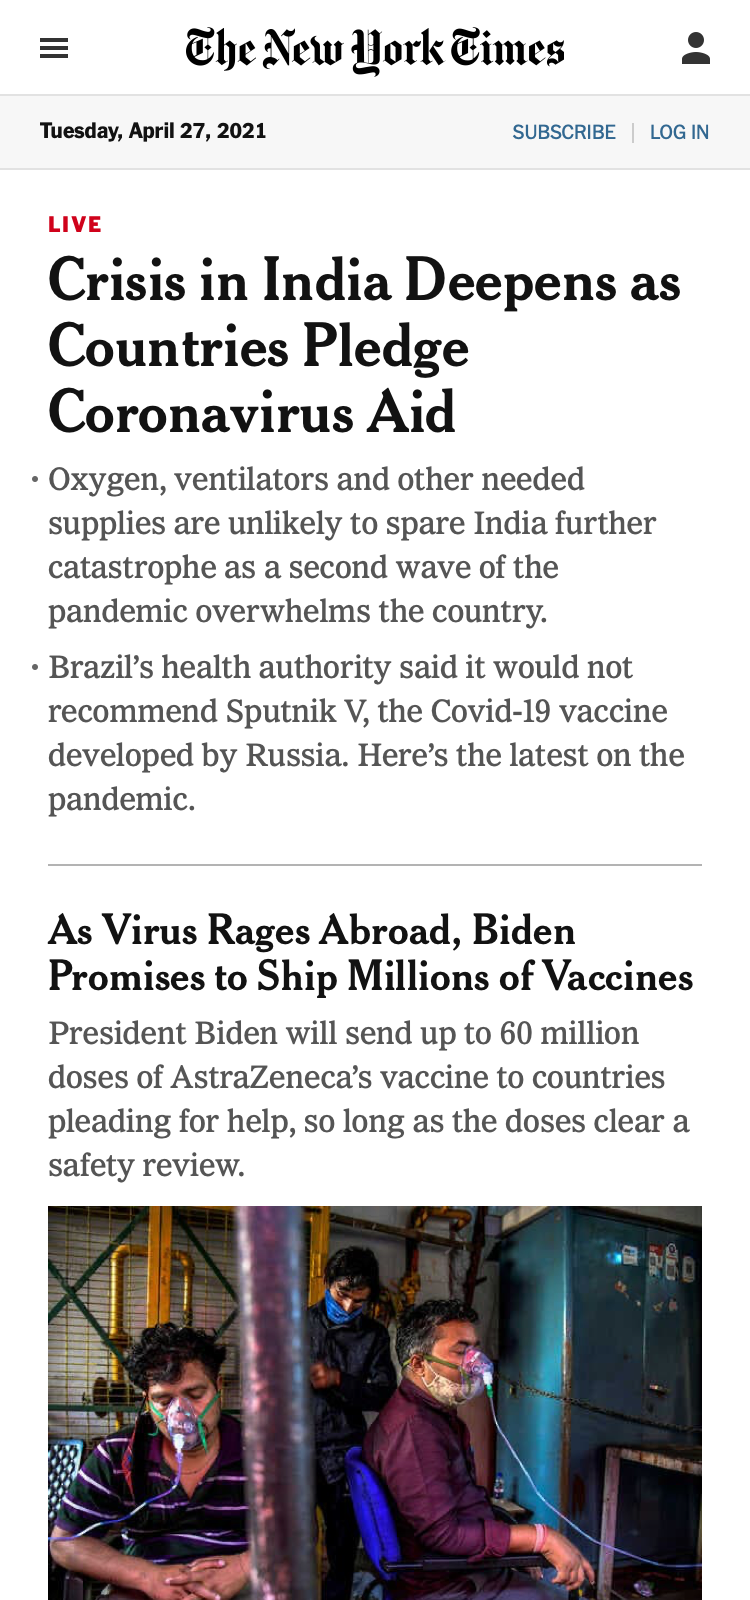 The New York Times
Tuesday, April 27, 2021
SUBSCRIBE | LOG IN
LIVE
Crisis in India Deepens as
Countries Pledge
Coronavirus Aid
• Oxygen, ventilators and other needed
supplies are unlikely to spare India further
catastrophe as a second wave of the
pandemic overwhelms the country.
• Brazil’s health authority said it would not
recommend Sputnik V, the Covid-19 vaccine
developed by Russia. Here’s the latest on the
pandemic.
As Virus Rages Abroad, Biden
Promises to Ship Millions of Vaccines
President Biden will send up to 60 million
doses of AstraZeneca’s vaccine to countries
pleading for help, so long as the doses clear a
safety review.